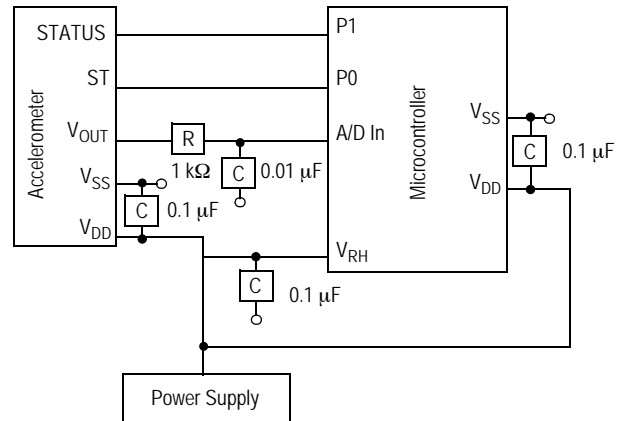 STATUS
P1
ST
P0
Accelerometer
VOUT
R
A/D In
1 kΩ
C
0.01 μF
Microcontroller
VSS
C
0.1 μF
VDD
VSS
C
0.1 μF
VDD
VRH
C
0.1 μF
Power Supply